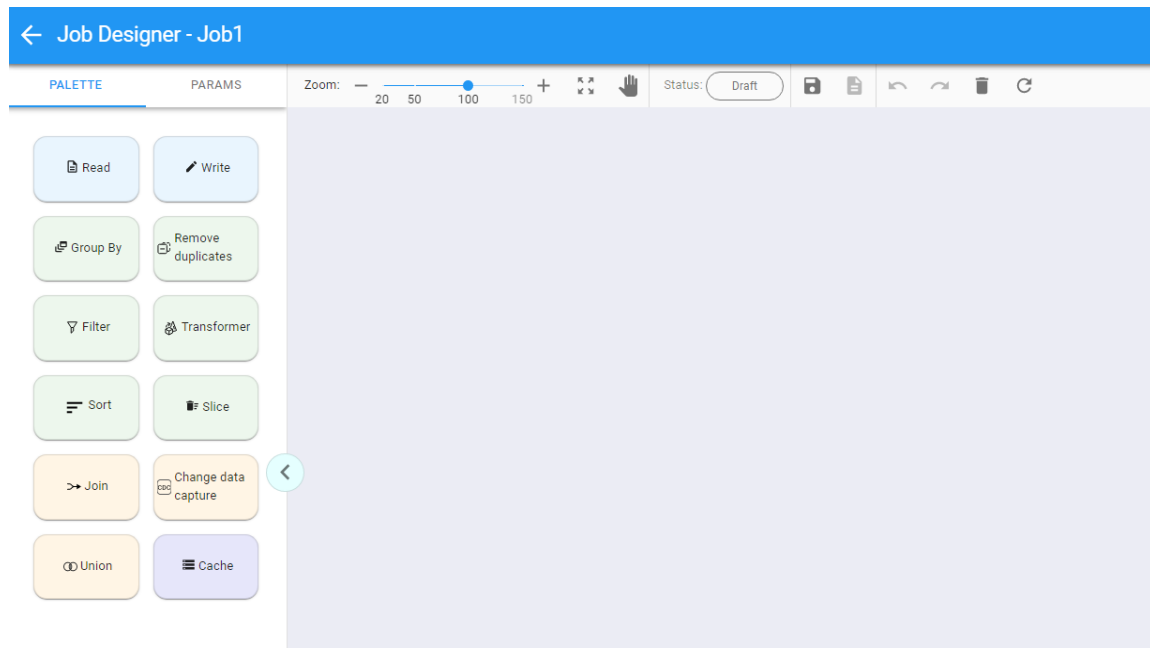 Job Designer - Job1
PALETTE PARAMS Zoom: 20 50 100 150 Status: Draft
Read Write
Group By Remove duplicates
Filter Transformer
Sort Slice
Join CDC Change data capture
Union Cache